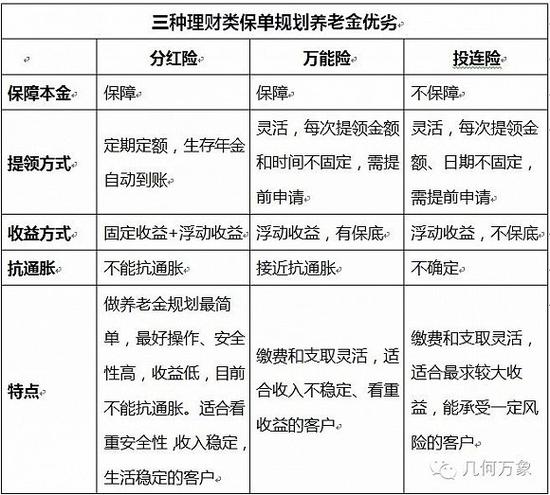 三种理财类保单规划养老金优劣
分红险 万能险 投连险
保障本金 保障 保障 不保障
提领方式
定期定额，生存年金
自动到账
灵活，每次提领金额
和时间不固定，需提
前申请
灵活，每次提领金
额、日期不固定，
需提前申请
收益方式 固定收益+浮动收益 浮动收益，有保底 浮动收益，不保底
抗通胀 不能抗通胀 接近抗通胀 不确定
特点
做养老金规划最简
单，最好操作、安全
性高，收益低，目前
不能抗通胀。适合看
重安全性，收入稳定，
生活稳定的客户
缴费和支取灵活，适
合收入不稳定、看重
收益的客户
缴费和支取灵活，
适合最求较大收
益，能承受一定风
险的客户
几何万象